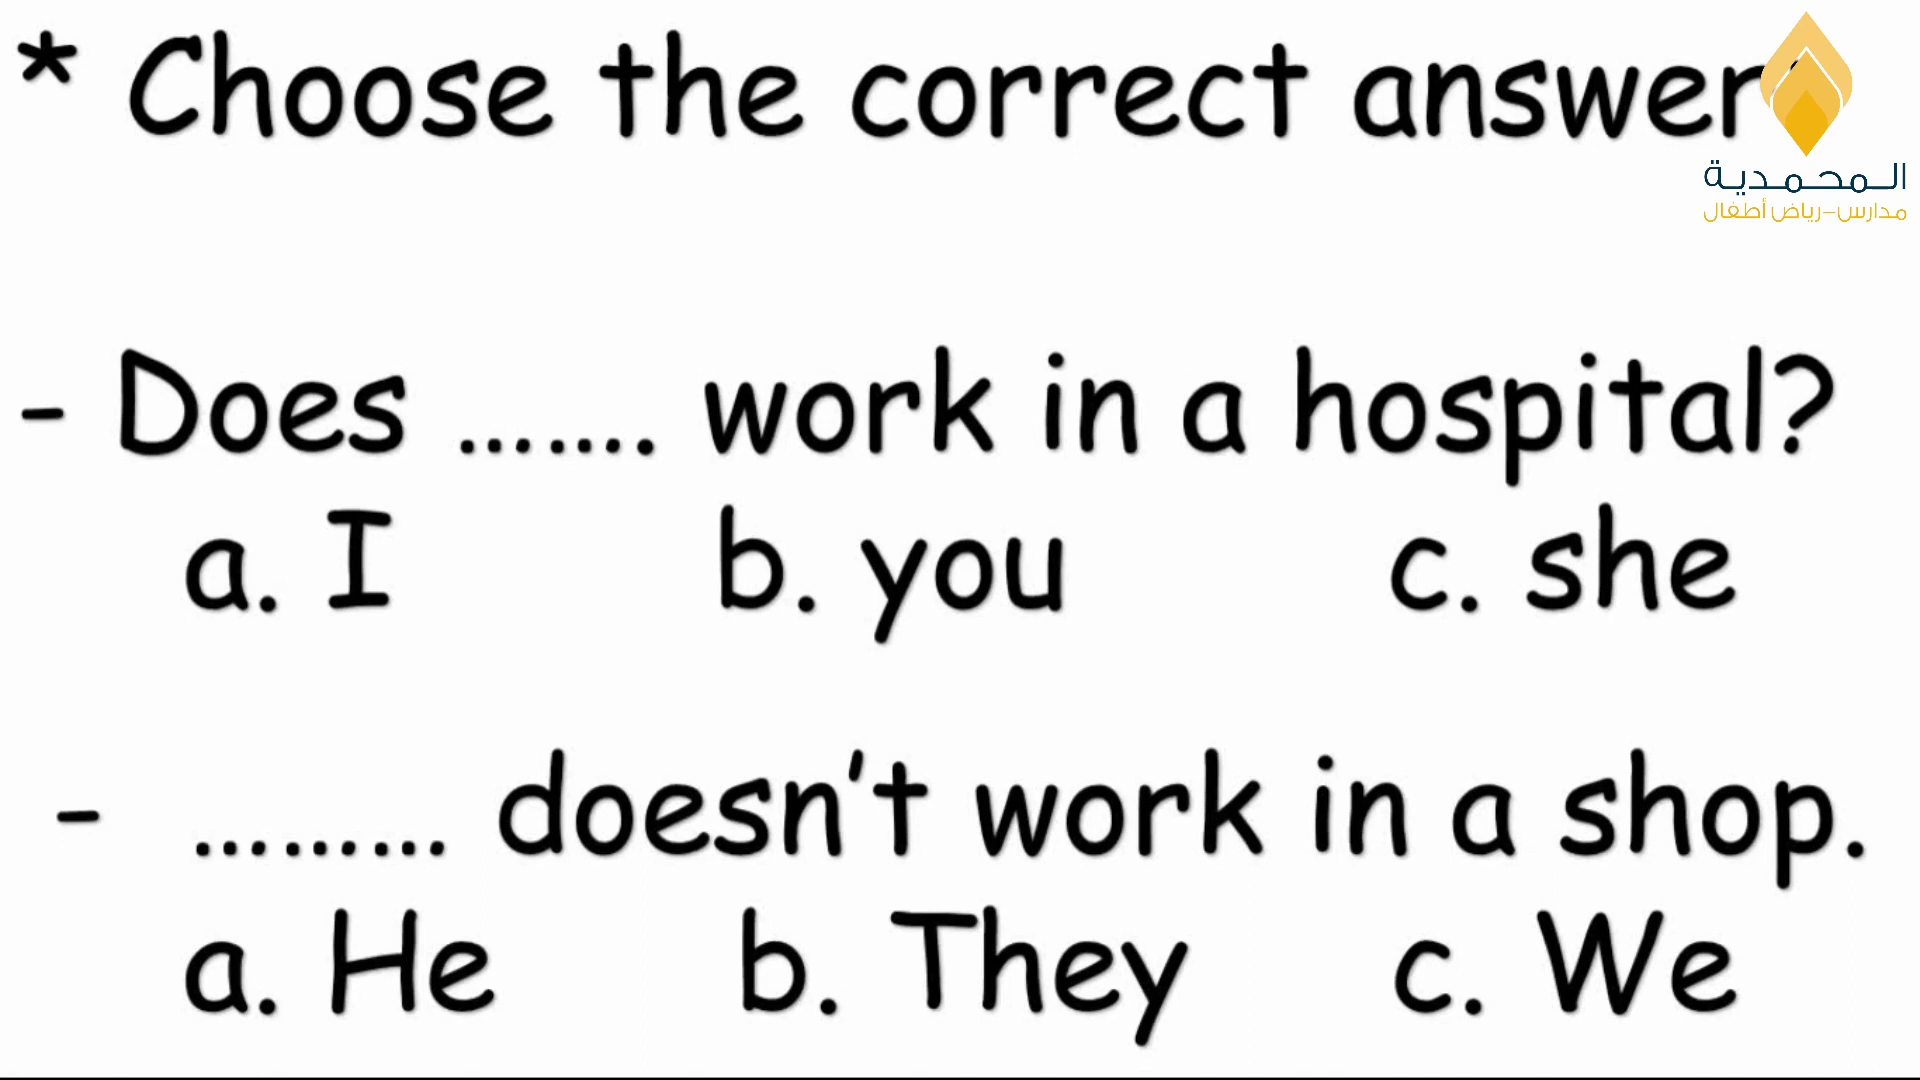 * Choose the correct answer
المحمدية
مدارس-رياض أطفال
- Does ....... work in a hospital?
a. I b. you c. she
- ......... doesn't work in a shop.
a. He b. They c. We